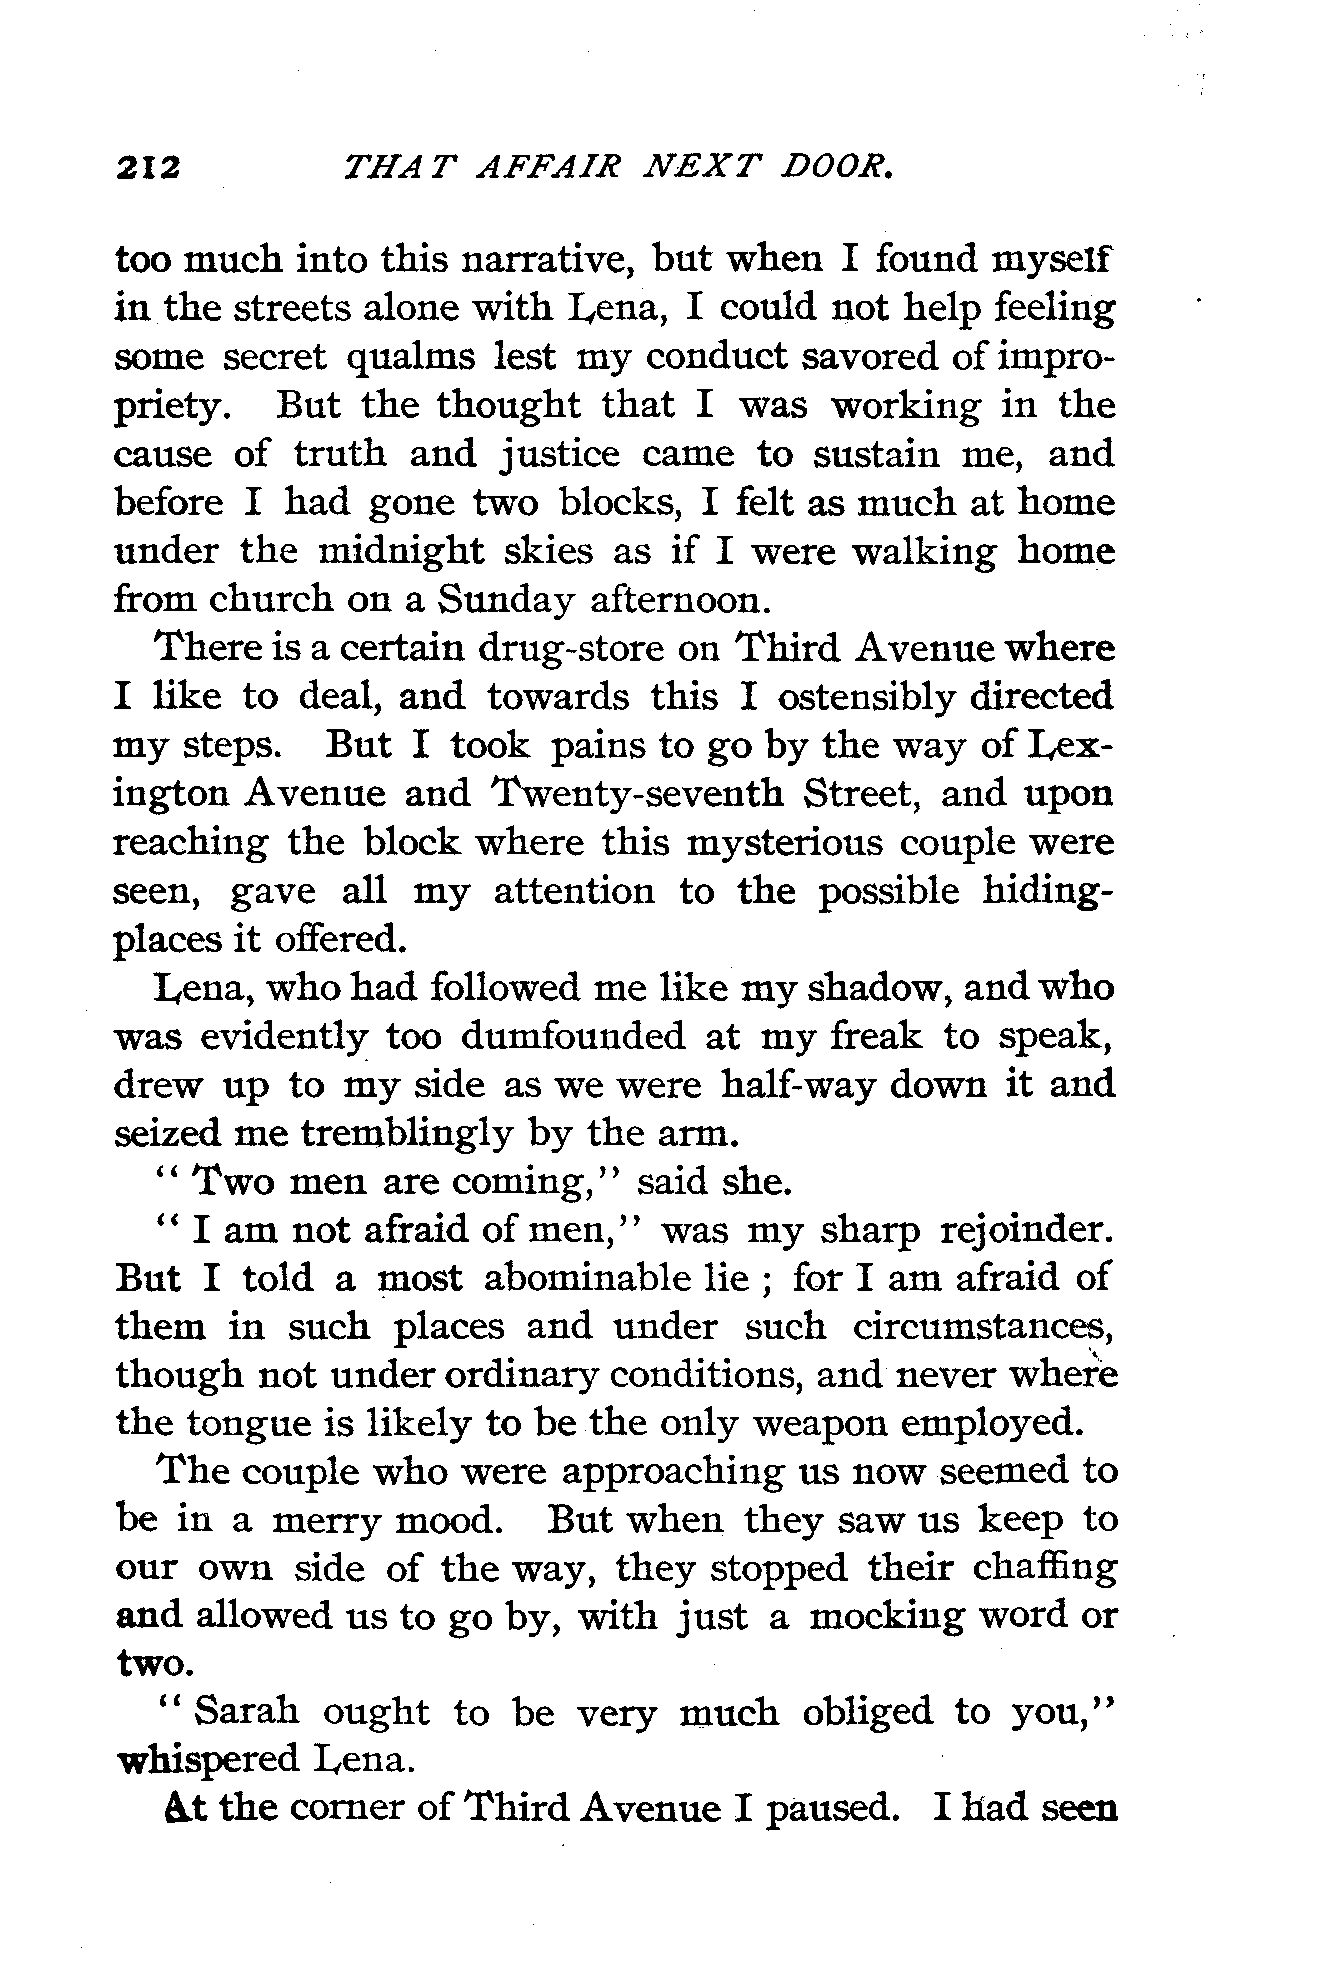 212 THAT AFFAIR NEXT DOOR.
too much into this narrative, but when I found myself
in the streets alone with Lena, I could not help feeling
some secret qualms lest my conduct savored of impro-
priety. But the thought that I was working in the
cause of truth and justice came to sustain me, and
before I had gone two blocks, I felt as much at home
under the midnight skies as if I were walking home
from church on a Sunday afternoon.
There is a certain drug-store on Third Avenue where
I like to deal, and towards this I ostensibly directed
my steps. But I took pains to go by the way of Lex-
ington Avenue and Twenty-seventh Street, and upon
reaching the block where this mysterious couple were
seen, gave all my attention to the possible hiding-
places it offered.
Lena, who had followed me like my shadow, and who
was evidently too dumfounded at my freak to speak,
drew up to my side as we were half-way down it and
seized me tremblingly by the arm.
"Two men are coming," said she.
"I am not afraid of men," was my sharp rejoinder.
But I told a most abominable lie ; for I am afraid of
them in such places and under such circumstances,
though not under ordinary conditions, and never where
the tongue is likely to be the only weapon employed.
The couple who were approaching us now seemed to
be in a merry mood. But when they saw us keep to
our own side of the way, they stopped their chaffing
and allowed us to go by, with just a mocking word or
two.
"Sarah ought to be very much obliged to you,"
whispered Lena.
At the corner of Third Avenue I paused. I had seen